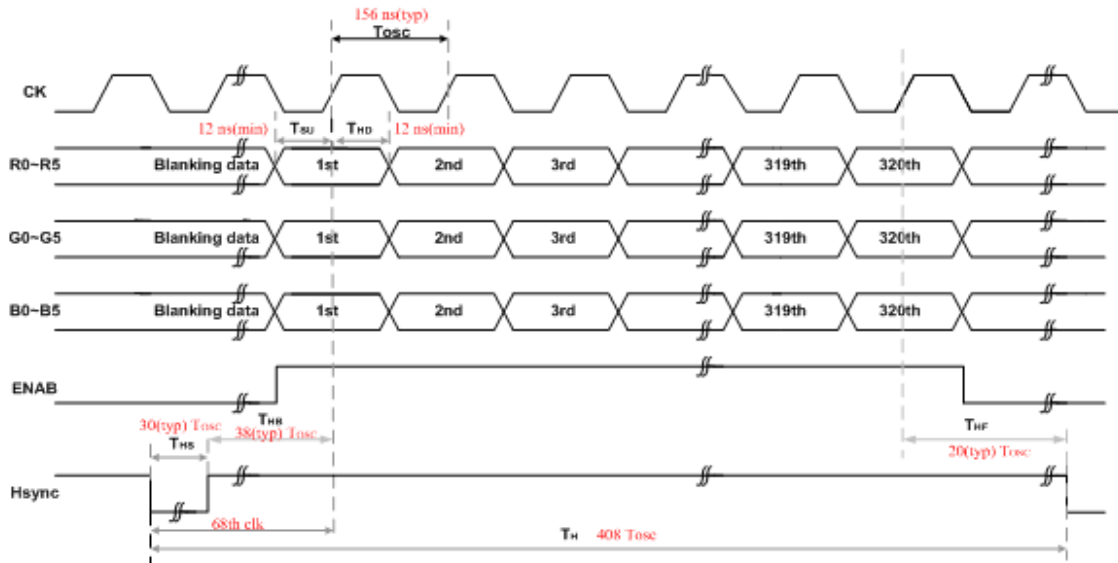 156 ns(typ)
Tosc
CK
12 ns(min) TSU THD 12 ns(min)
R0~R5 Blanking data 1st 2nd 3rd 319th 320th
G0~G5 Blanking data 1st 2nd 3rd 319th 320th
B0~B5 Blanking data 1st 2nd 3rd 319th 320th
ENAB
30(typ) Tosc THB THF
THS 38(typ) Tosc 20(typ) Tosc
Hsync
68th clk
TH 408 Tosc